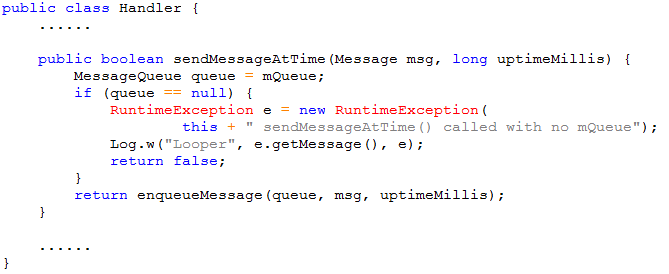 public class Handler {
    ......

    public boolean sendMessageAtTime(Message msg, long uptimeMillis) {
        MessageQueue queue = mQueue;
        if (queue == null) {
            RuntimeException e = new RuntimeException(
                    this + " sendMessageAtTime() called with no mQueue");
            Log.w("Looper", e.getMessage(), e);
            return false;
        }
        return enqueueMessage(queue, msg, uptimeMillis);
    }

    ......
}